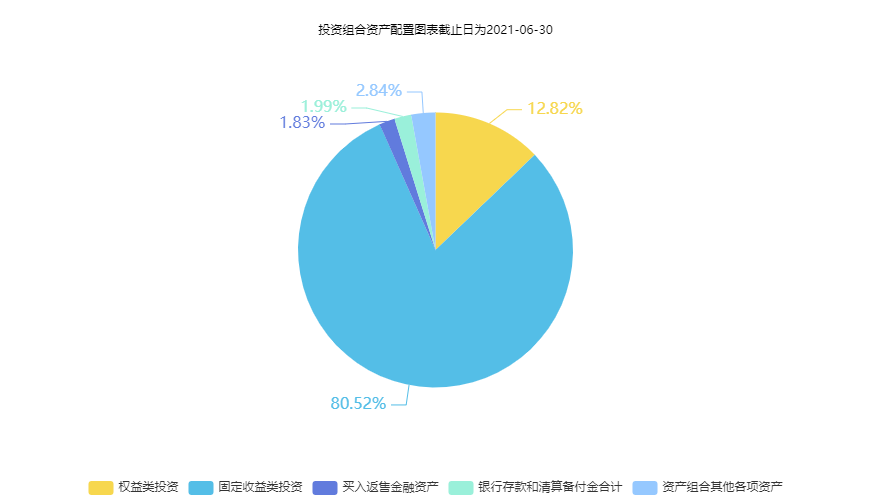 投资组合资产配置图表截止日为2021-06-30
2.84%
1.99%
12.82%
1.83%
80.52%
权益类投资 固定收益类投资 买入返售金融资产 银行存款和清算备付金合计 资产组合其他各项资产